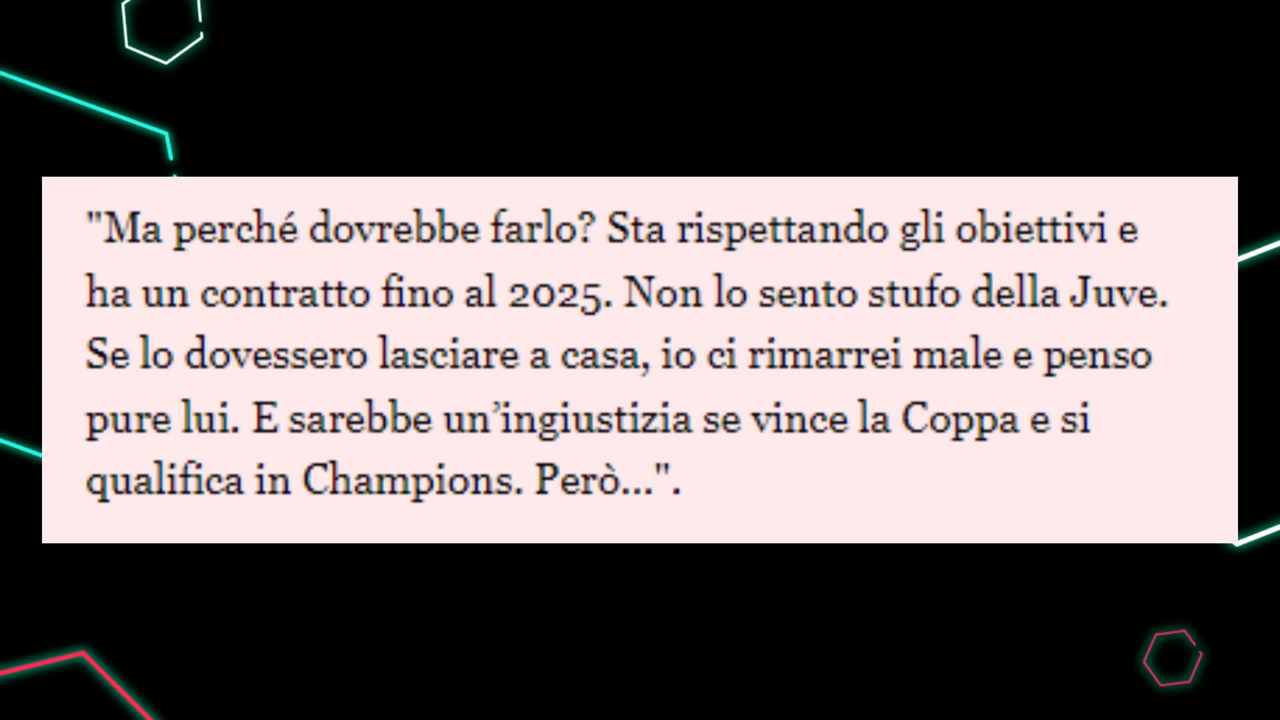 "Ma perché dovrebbe farlo? Sta rispettando gli obiettivi e
ha un contratto fino al 2025. Non lo sento stufo della Juve.
Se lo dovessero lasciare a casa, io ci rimarrei male e penso
pure lui. E sarebbe un’ingiustizia se vince la Coppa e si
qualifica in Champions. Però...".